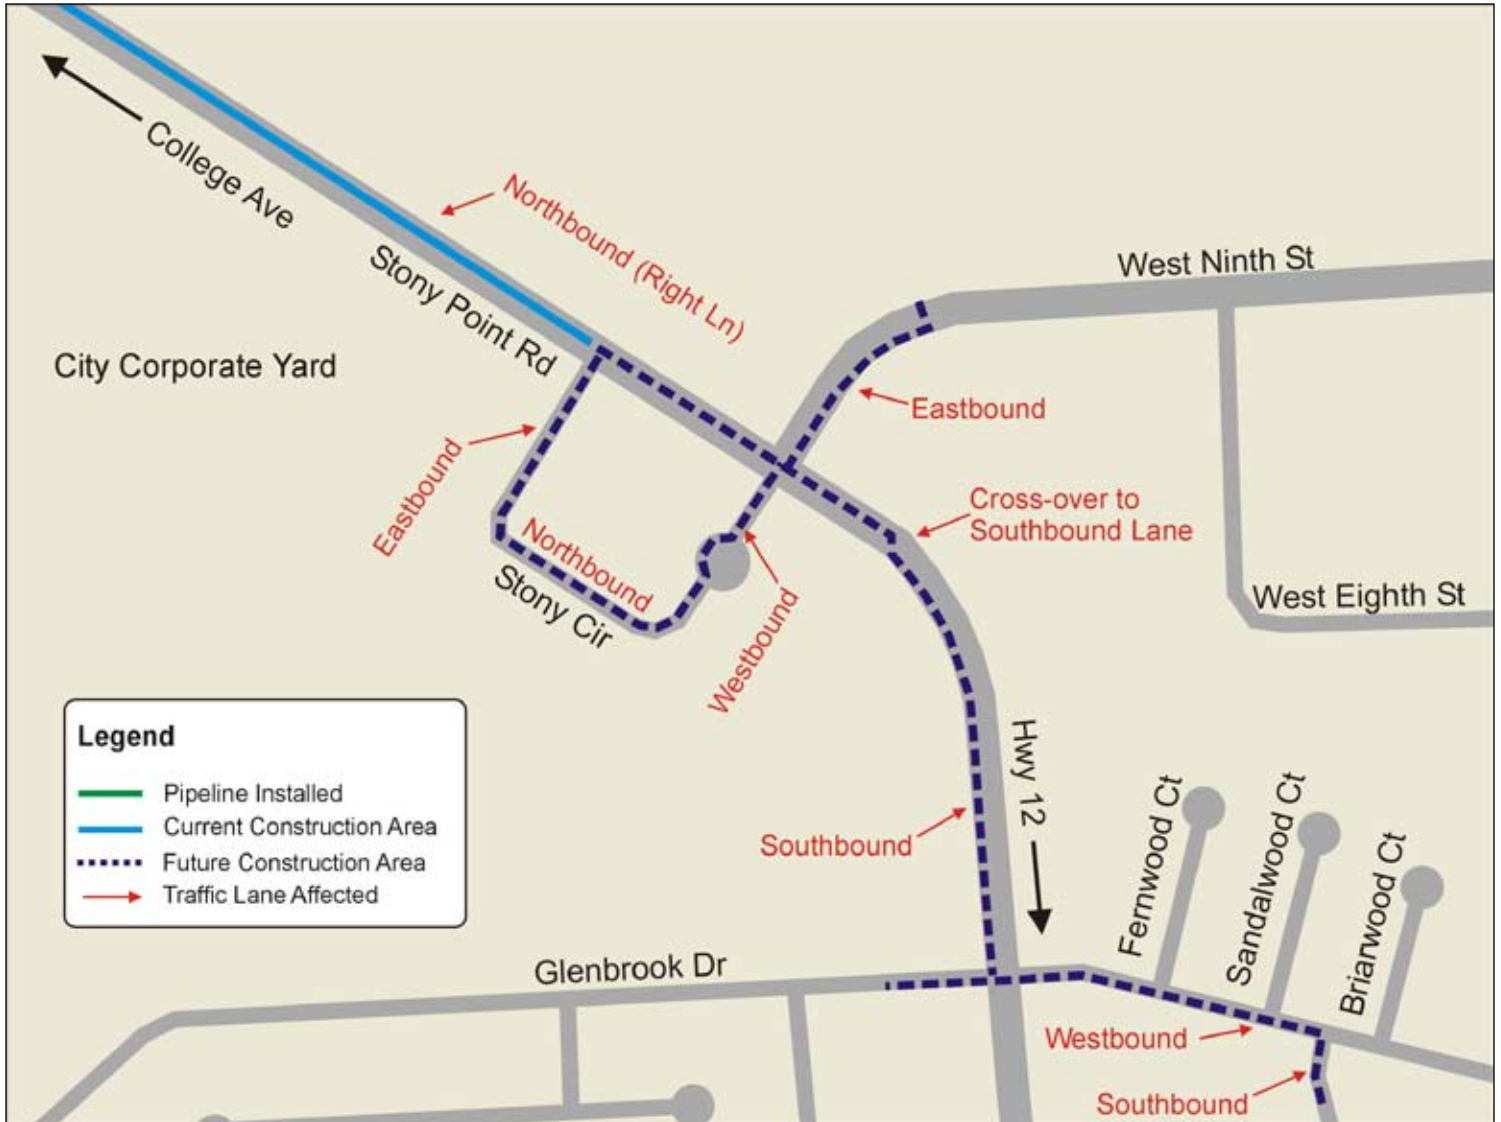 College Ave
Northbound (Right Ln)
Stony Point Rd
West Ninth St
City Corporate Yard
Eastbound
Eastbound
Cross-over to
Southbound Lane
Northbound
Stony Cir
Westbound
West Eighth St
Legend
Pipeline Installed
Current Construction Area
Future Construction Area
Traffic Lane Affected
Hwy 12
Southbound
Fernwood Ct
Sandalwood Ct
Briarwood Ct
Glenbrook Dr
Westbound
Southbound